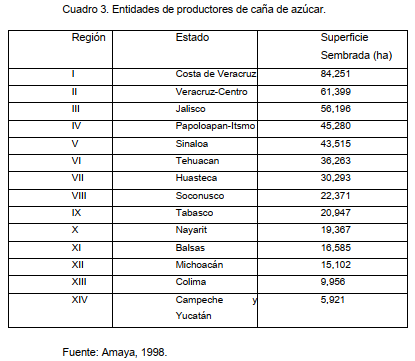 Cuadro 3. Entidades de productores de caña de azúcar.
Región Estado Superficie
Sembrada (ha)
I Costa de Veracruz 84,251
II Veracruz-Centro 61,399
III Jalisco 56,196
IV Papoloapan-Itsmo 45,280
V Sinaloa 43,515
VI Tehuacan 36,263
VII Huasteca 30,293
VIII Soconusco 22,371
IX Tabasco 20,947
X Nayarit 19,367
XI Balsas 16,585
XII Michoacán 15,102
XIII Colima 9,956
XIV Campeche y 5,921
Yucatán
Fuente: Amaya, 1998.